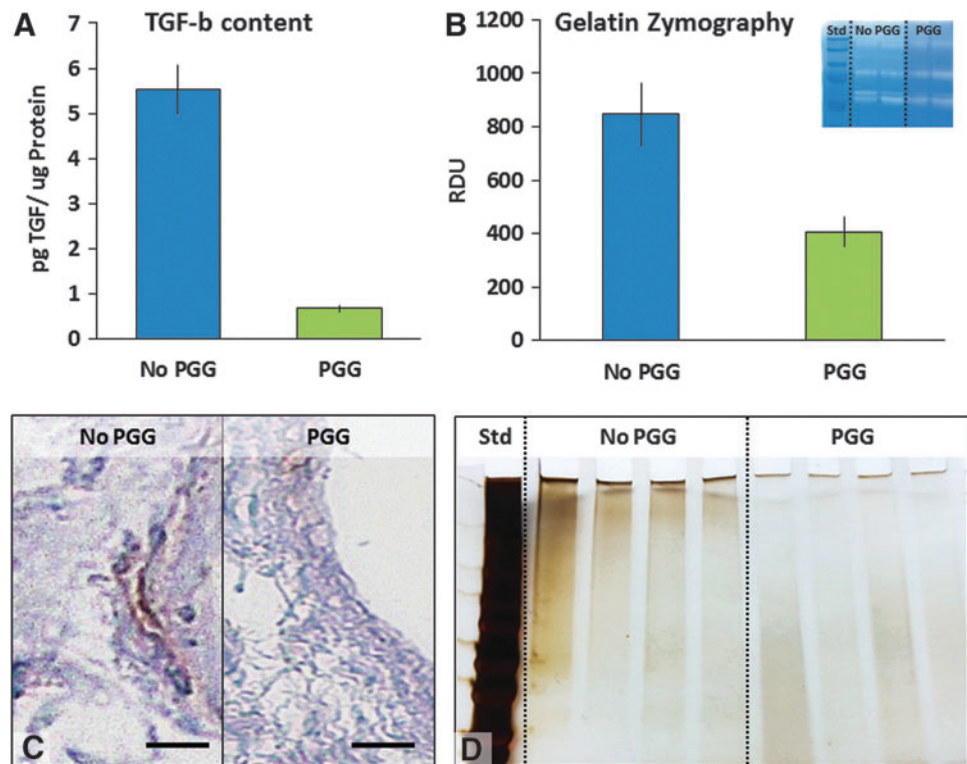 A
TGF-b content
pg TGF/ ug Protein
7
6
5
4
3
2
1
0
No PGG
PGG
B
Gelatin Zymography
RDU
1200
1000
800
600
400
200
0
No PGG
PGG
Std
No PGG
PGG
No PGG
PGG
C
Std
No PGG
PGG
D